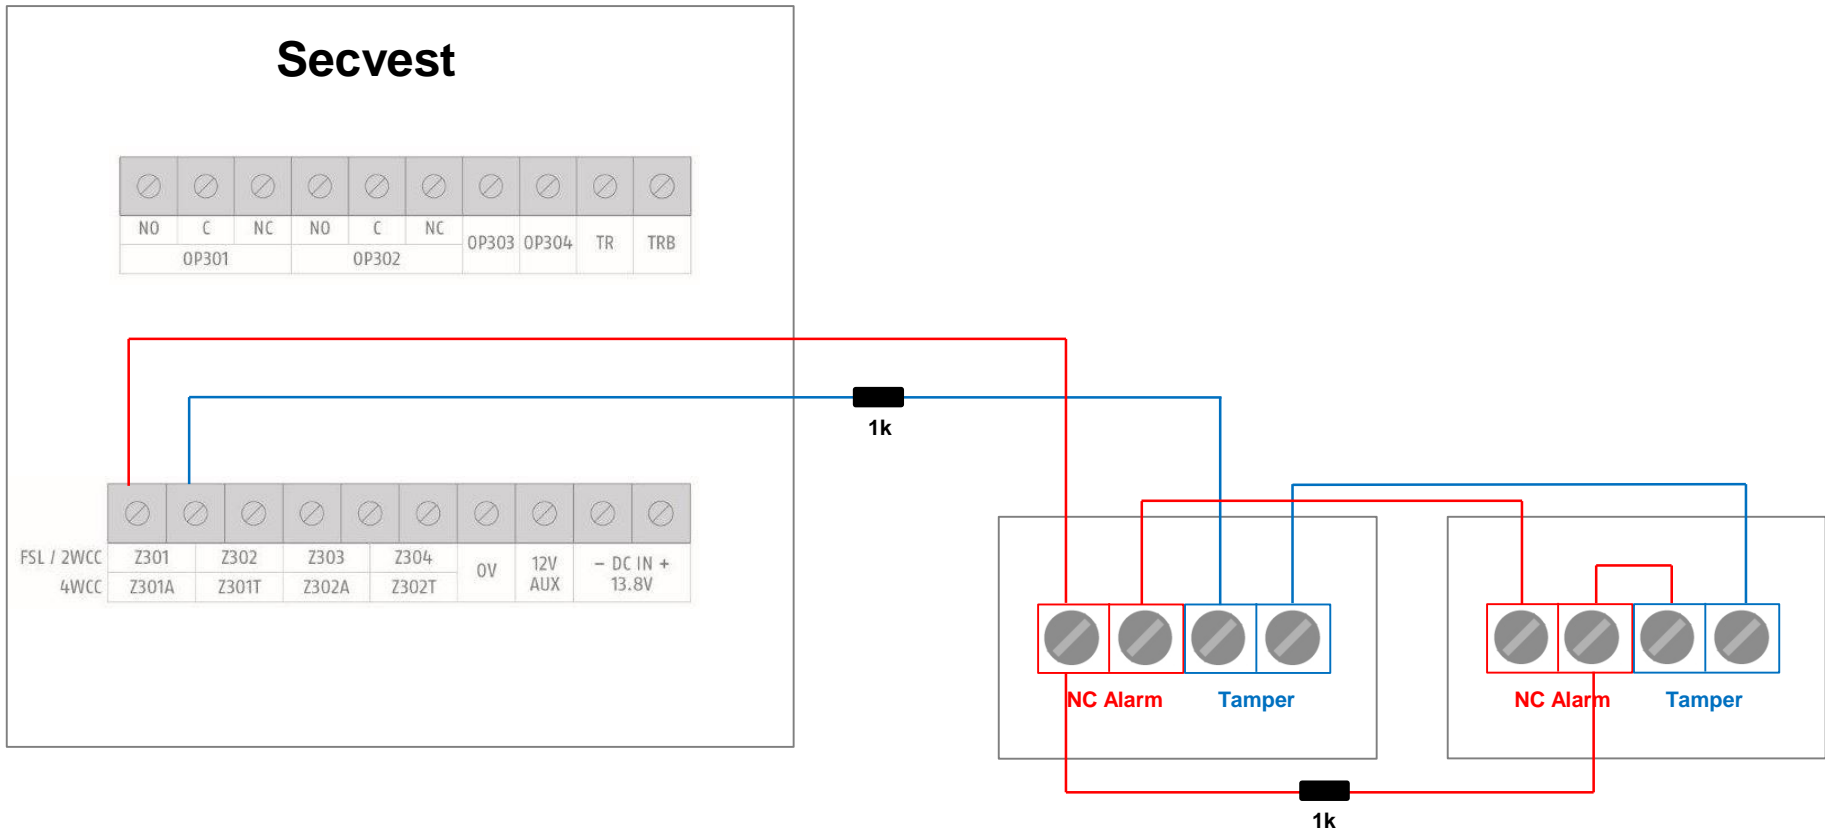 Secvest
NO C NC NO C NC OP303 OP304 TR TRB
OP301 OP302
1k
FSL / 2WCC Z301 Z302 Z303 Z304 0V 12V AUX – DC IN + 13.8V
4WCC Z301A Z301T Z302A Z302T
NC Alarm Tamper NC Alarm Tamper
1k